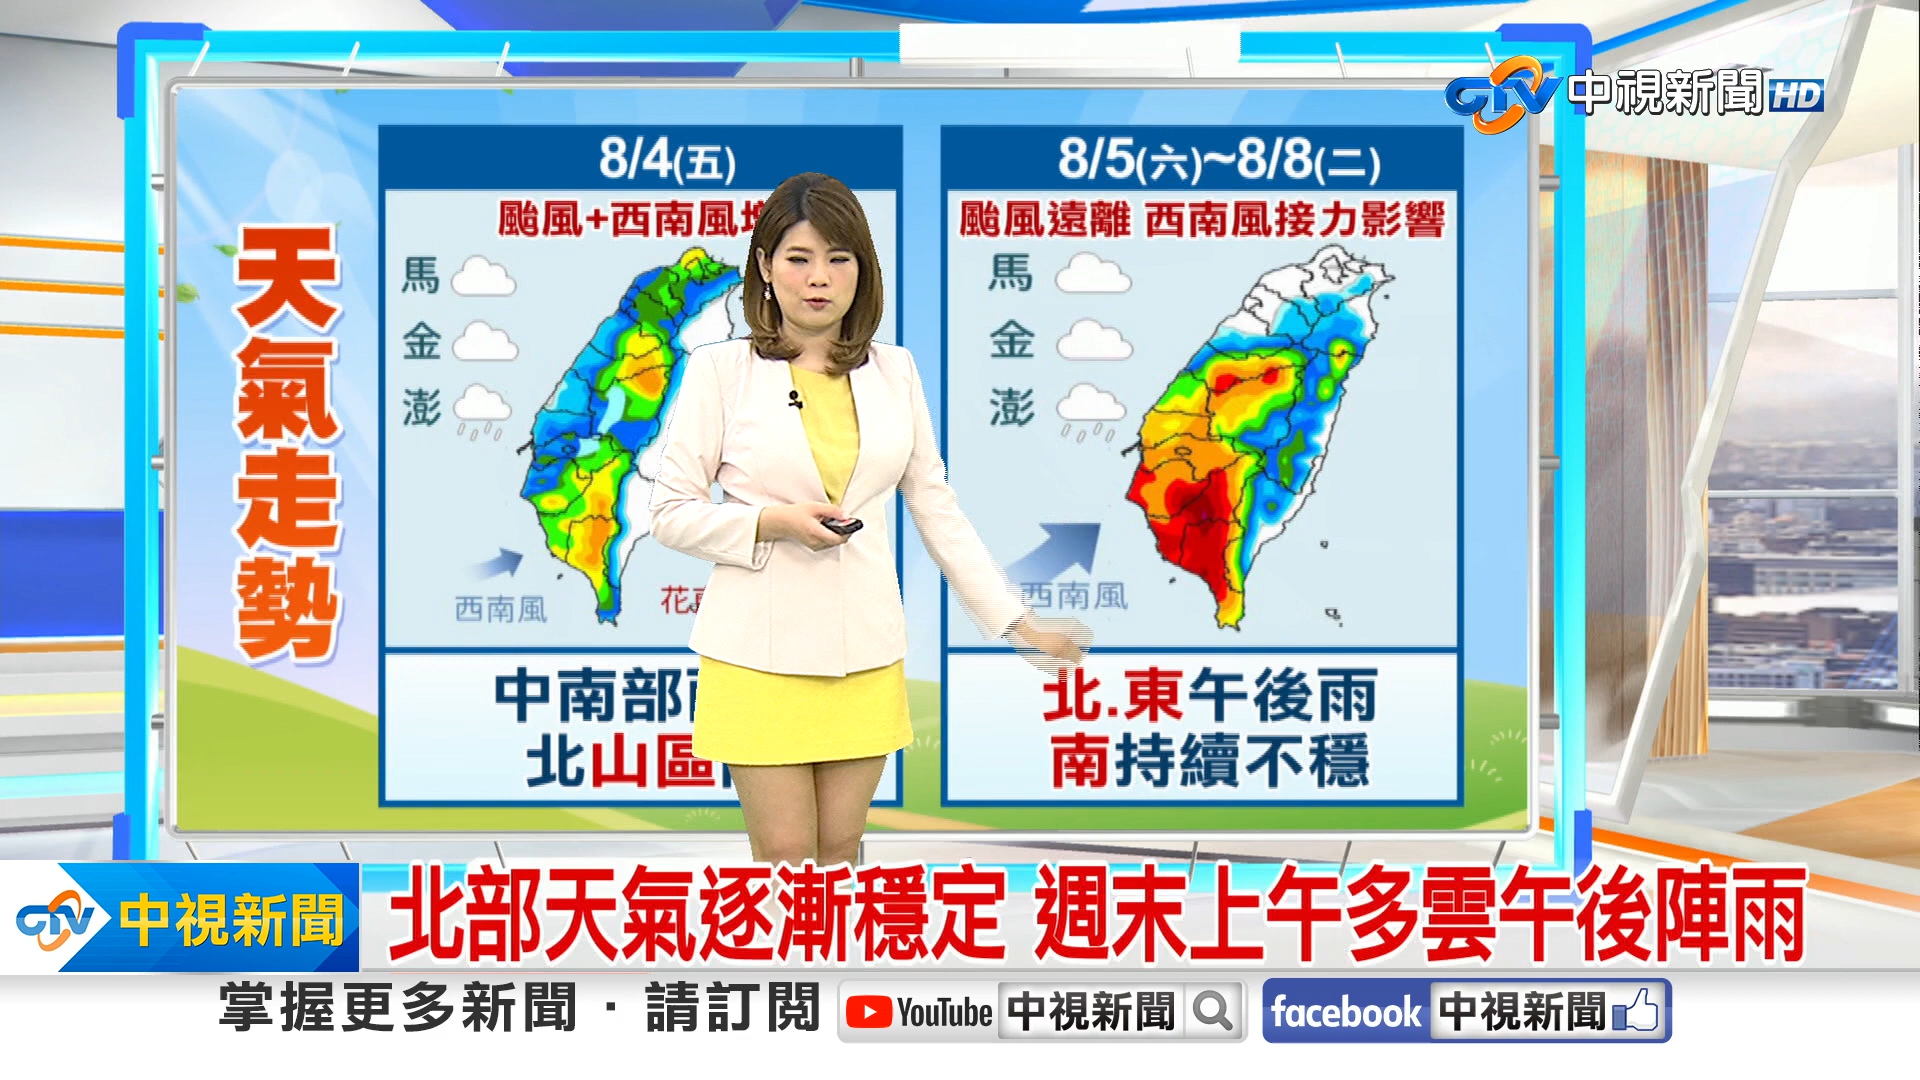 CTV 中視新聞 HD
天氣走勢
8/4(五)
颱風+西南風
馬
金
澎
西南風
花
中南部
北山區
8/5(六)~8/8(二)
颱風遠離 西南風接力影響
馬
金
澎
西南風
北.東午後雨
南持續不穩
CTV 中視新聞
北部天氣逐漸穩定 週末上午多雲午後陣雨
掌握更多新聞·請訂閱
YouTube 中視新聞
facebook 中視新聞